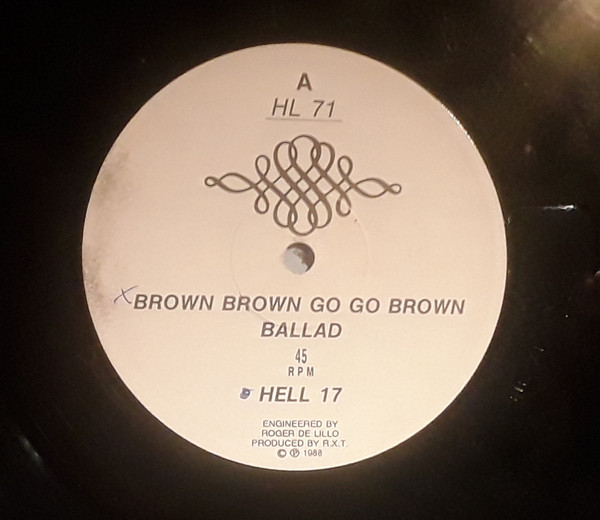 A
HL 71
BROWN BROWN GO GO BROWN
BALLAD
45
RPM
HELL 17
ENGINEERED BY
ROGER DE LILLO
PRODUCED BY R.X.T.
© ℗ 1988